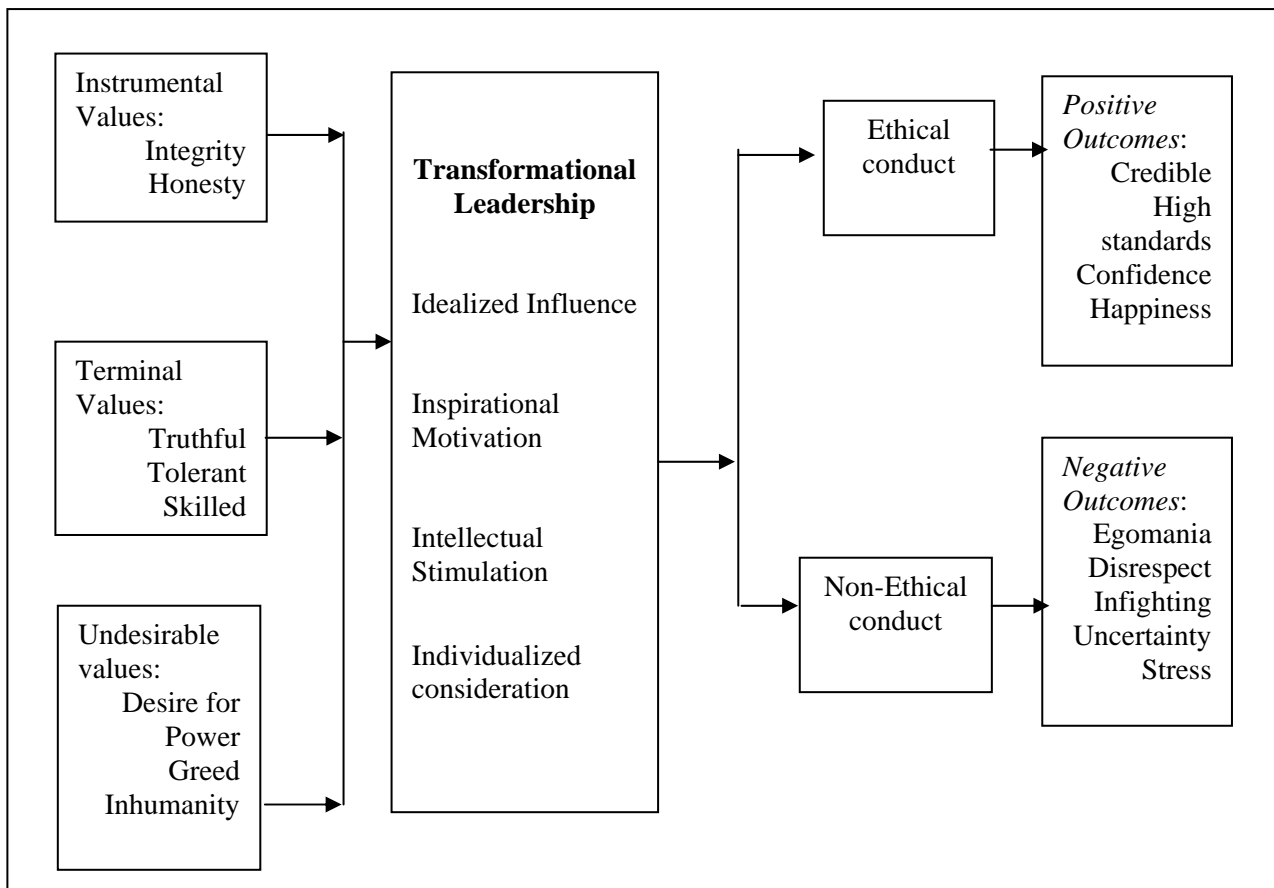 Instrumental
Values:
Integrity
Honesty
Terminal
Values:
Truthful
Tolerant
Skilled
Undesirable
values:
Desire for
Power
Greed
Inhumanity
Transformational
Leadership
Idealized Influence
Inspirational
Motivation
Intellectual
Stimulation
Individualized
consideration
Ethical
conduct
Non-Ethical
conduct
Positive
Outcomes:
Credible
High
standards
Confidence
Happiness
Negative
Outcomes:
Egomania
Disrespect
Infighting
Uncertainty
Stress